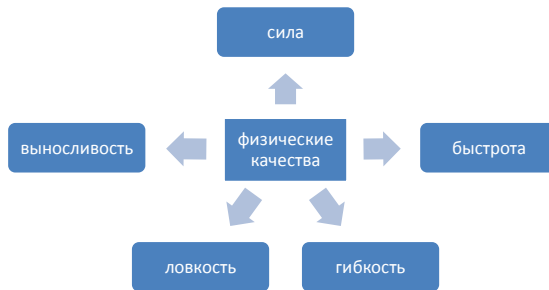 сила
выносливость
физические
качества
быстрота
ловкость
гибкость